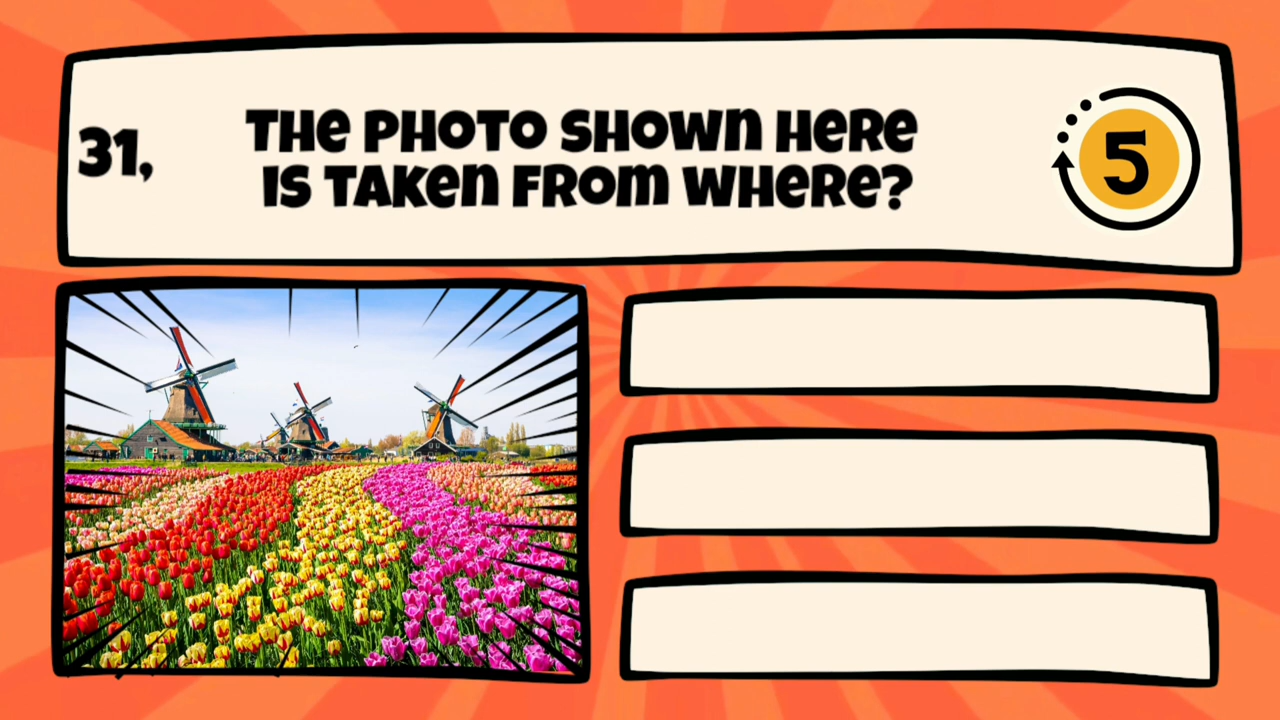 31,
THE PHOTO SHOWN HERE
IS TAKEN FROM WHERE?
5